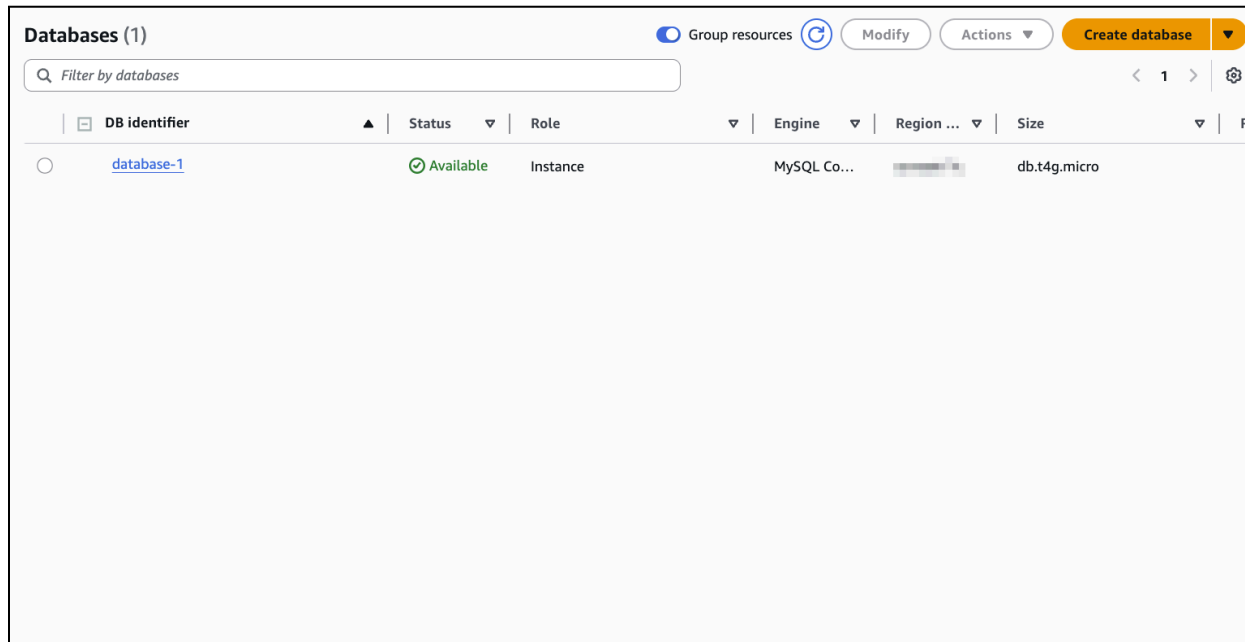 Databases (1)
Group resources
Modify
Actions
Create database
Filter by databases
1
DB identifier
Status
Role
Engine
Region ...
Size
database-1
Available
Instance
MySQL Co...
db.t4g.micro